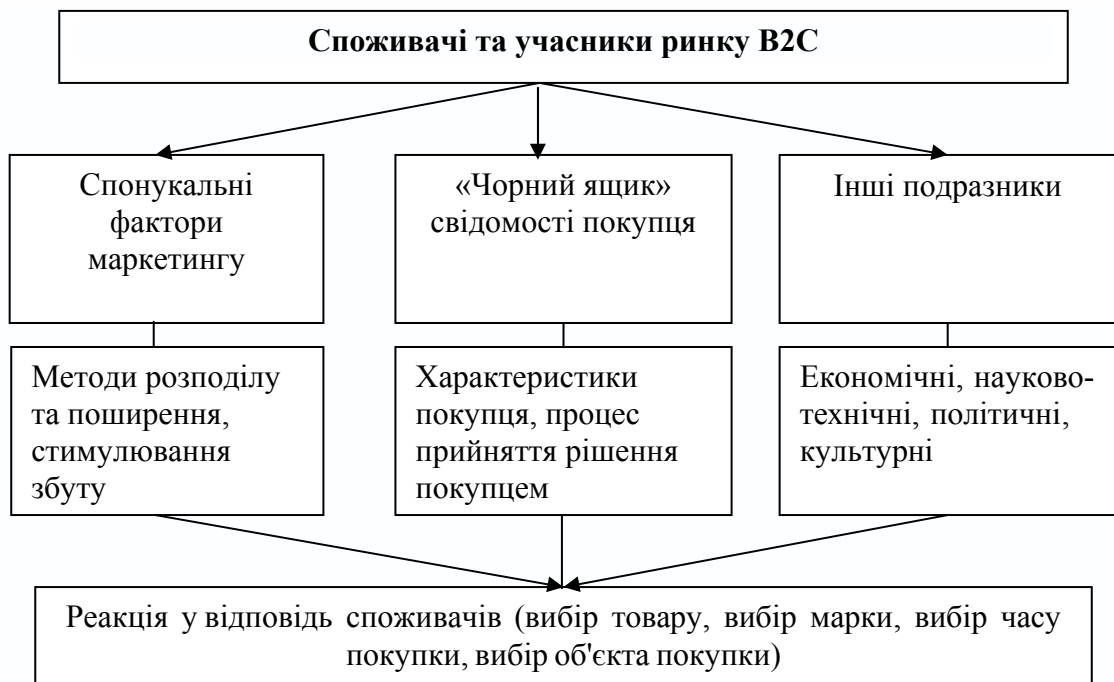 Споживачі та учасники ринку В2С
Спонукальні
фактори
маркетингу
«Чорний ящик»
свідомості покупця
Інші подразники
Методи розподілу
та поширення,
стимулювання
збуту
Характеристики
покупця, процес
прийняття рішення
покупцем
Економічні, науково-
технічні, політичні,
культурні
Реакція у відповідь споживачів (вибір товару, вибір марки, вибір часу
покупки, вибір об'єкта покупки)